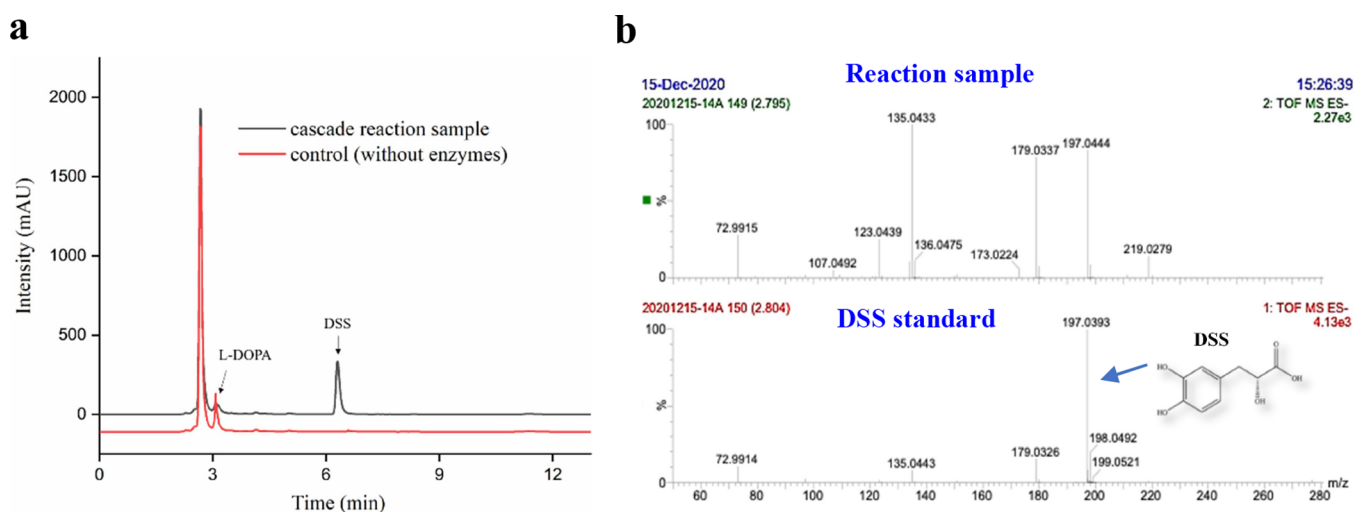 a
Intensity (mAU)
2000
1500
1000
500
0
cascade reaction sample
control (without enzymes)
L-DOPA
DSS
0 3 6 9 12
Time (min)
b
15-Dec-2020
Reaction sample
15:26:39
20201215-14A 149 (2.795)
2: TOF MS ES-
2.27e3
100
%
0
72.9915
107.0492
123.0439
135.0433
136.0475
173.0224
179.0337
197.0444
219.0279
20201215-14A 150 (2.804)
DSS standard
1: TOF MS ES-
4.13e3
100
%
0
72.9914
135.0443
179.0326
197.0393
198.0492
199.0521
DSS
HO
HO
O
OH
OH
m/z
60 80 100 120 140 160 180 200 220 240 260 280